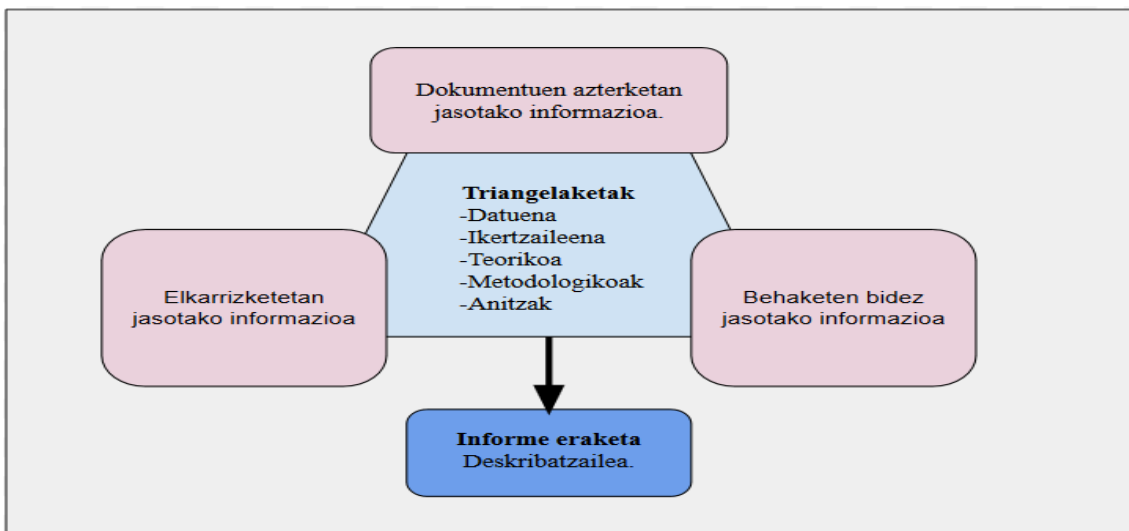 Dokumentuen azterketan
jasotako informazioa.
Triangelaketak
-Datuena
-Ikertzaileena
-Teorikoa
-Metodologikoak
-Anitzak
Elkarrizketetan
jasotako informazioa
Behaketen bidez
jasotako informazioa
Informe eraketa
Deskribatzailea.